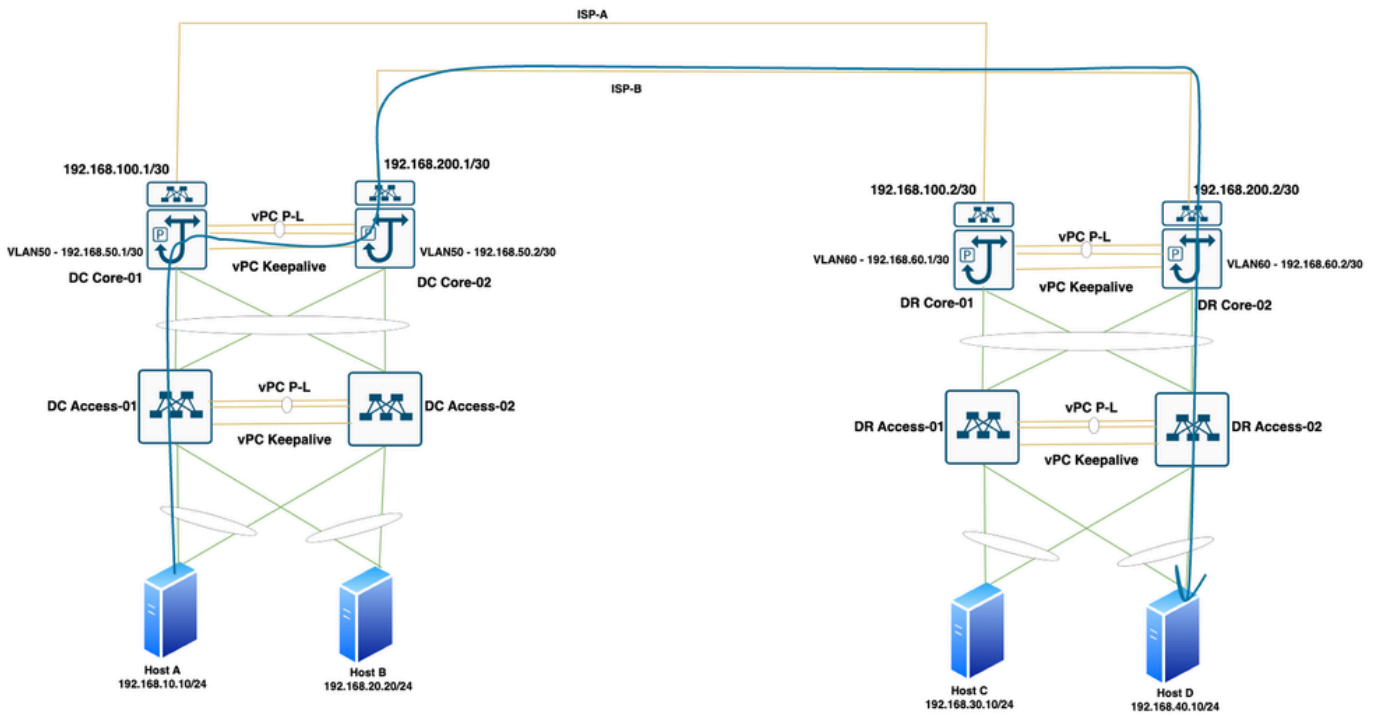 ISP-A
ISP-B
192.168.100.1/30
192.168.200.1/30
192.168.100.2/30
192.168.200.2/30
vPC P-L
P
P
VLAN50 - 192.168.50.1/30
VLAN50 - 192.168.50.2/30
vPC Keepalive
DC Core-01
DC Core-02
vPC P-L
P
P
VLAN60 - 192.168.60.1/30
VLAN60 - 192.168.60.2/30
vPC Keepalive
DR Core-01
DR Core-02
DC Access-01
vPC P-L
DC Access-02
vPC Keepalive
DR Access-01
vPC P-L
DR Access-02
vPC Keepalive
Host A
192.168.10.10/24
Host B
192.168.20.20/24
Host C
192.168.30.10/24
Host D
192.168.40.10/24